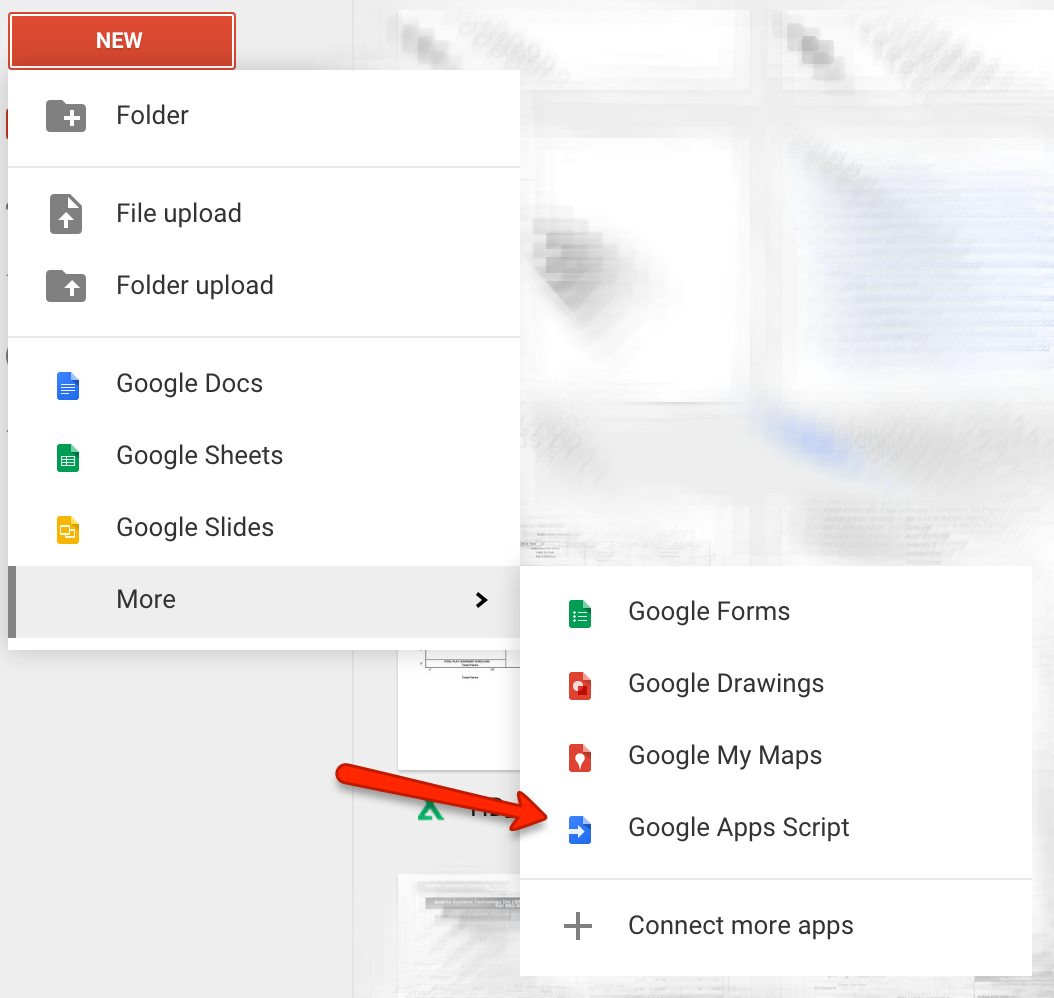 NEW
Folder
File upload
Folder upload
Google Docs
Google Sheets
Google Slides
More
Google Forms
Google Drawings
Google My Maps
Google Apps Script
Connect more apps